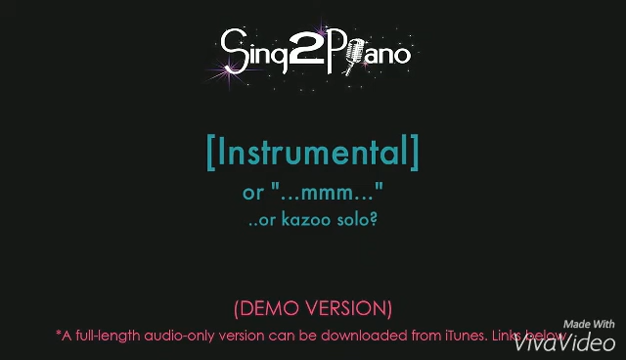 Sing2Piano
[Instrumental]
or "...mmm..."
..or kazoo solo?
(DEMO VERSION)
Made With
*A full-length audio-only version can be downloaded from iTunes. Links below
VivaVideo